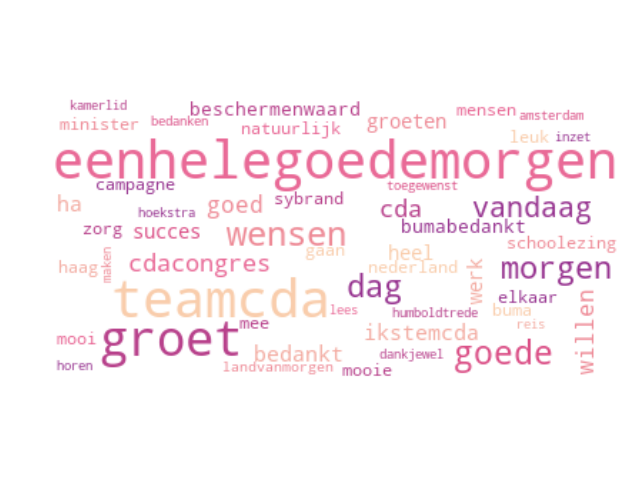 kamerlid beschermenwaard mensen amsterdam
minister bedanken natuurlijk groeten leuk inzet
eenhelegoedemorgen
campagne toegewenst
ha hoekstra goed sybrand cda vandaag
zorg succes wensen bumabedankt
gaan heel schoolezing
haag maken cdacongres nederland werk morgen
teamcda dag elkaar willen
lees humboldtrede buma
groet mee ikstemcda reis
mooi bedankt dankjewel goede
horen landvanmorgen mooie